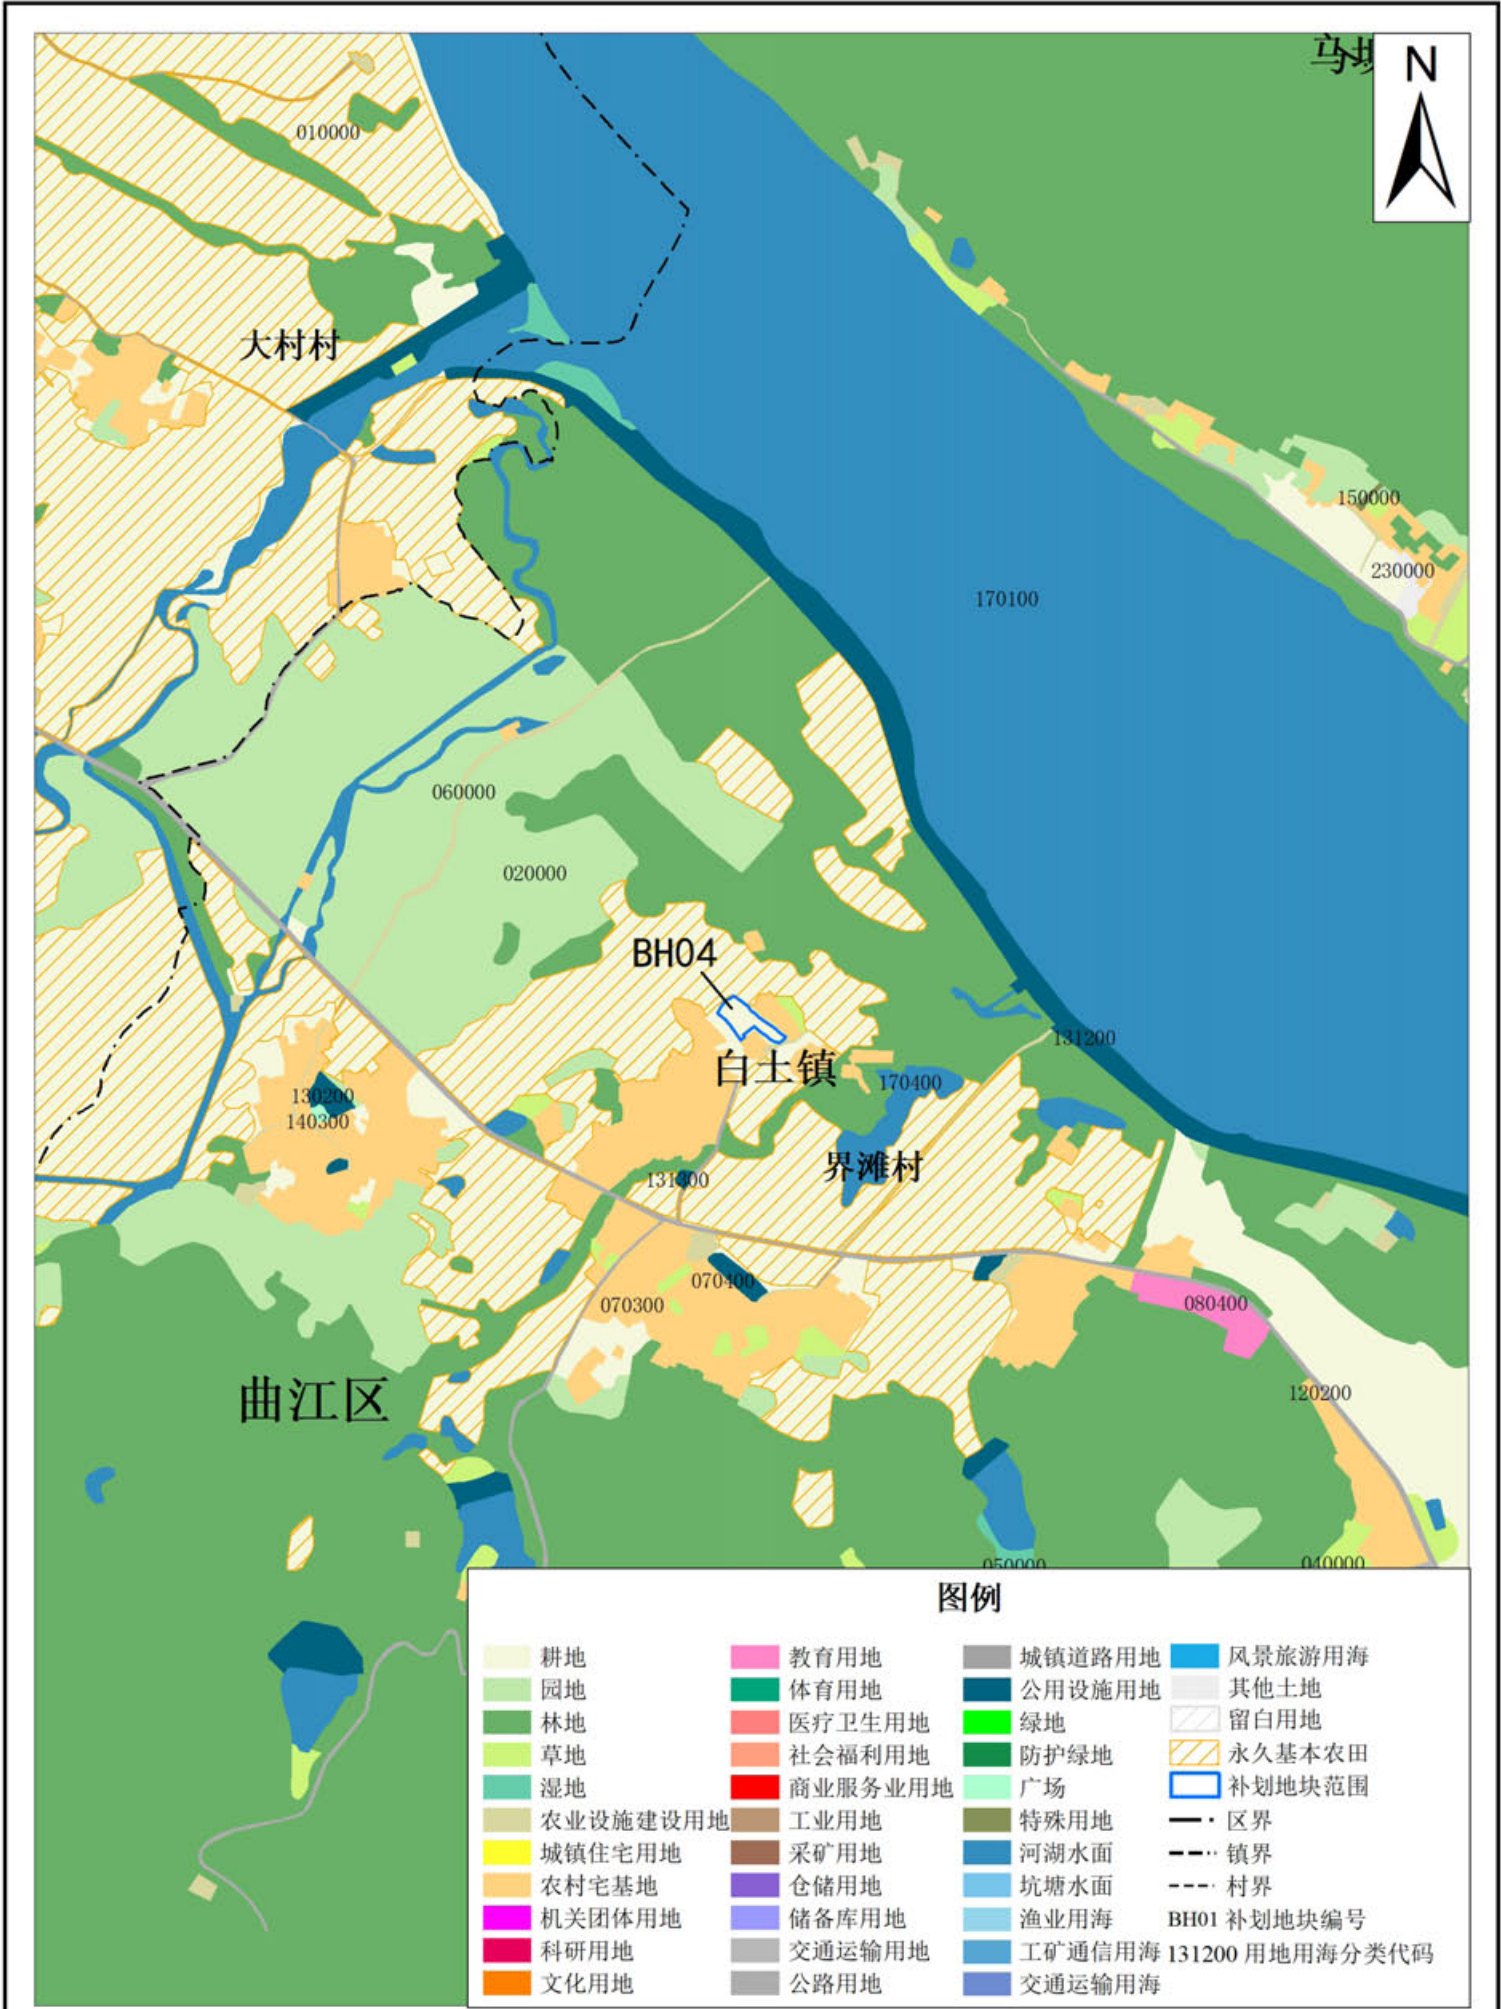 马坝
N
010000
大村村
150000
230000
170100
060000
020000
BH04
131200
白土镇
170400
130200
140300
界滩村
131300
070400
070300
080400
曲江区
120200
050000
040000
图例
耕地
园地
林地
草地
湿地
农业设施建设用地
城镇住宅用地
农村宅基地
机关团体用地
科研用地
文化用地
教育用地
体育用地
医疗卫生用地
社会福利用地
商业服务业用地
工业用地
采矿用地
仓储用地
储备库用地
交通运输用地
公路用地
城镇道路用地
公用设施用地
绿地
防护绿地
广场
特殊用地
河湖水面
坑塘水面
渔业用海
工矿通信用海
交通运输用海
风景旅游用海
其他土地
留白用地
永久基本农田
补划地块范围
区界
镇界
村界
BH01 补划地块编号
131200 用地用海分类代码